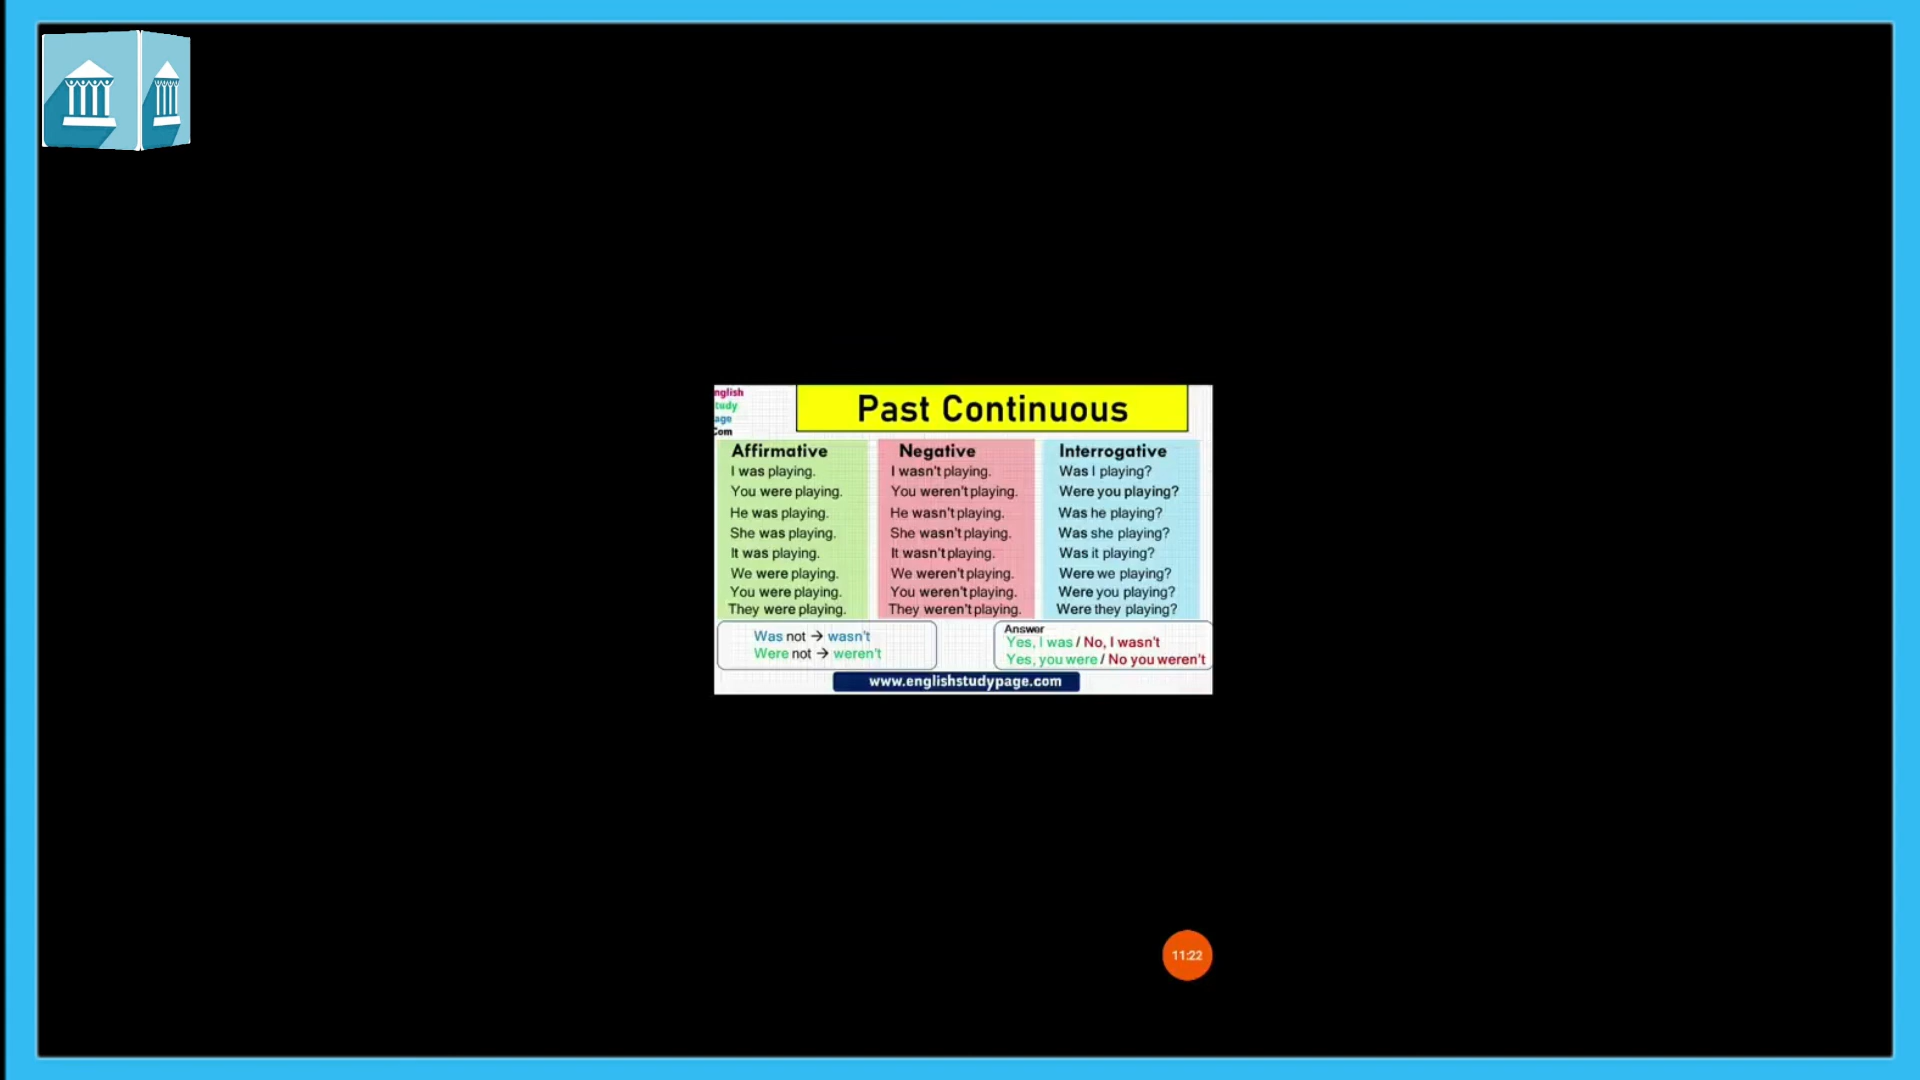 nglish
tudy
age
Com
Past Continuous
Affirmative
I was playing.
You were playing.
He was playing.
She was playing.
It was playing.
We were playing.
You were playing.
They were playing.
Negative
I wasn't playing.
You weren't playing.
He wasn't playing.
She wasn't playing.
It wasn't playing.
We weren't playing.
You weren't playing.
They weren't playing.
Interrogative
Was I playing?
Were you playing?
Was he playing?
Was she playing?
Was it playing?
Were we playing?
Were you playing?
Were they playing?
Was not → wasn't
Were not → weren't
Answer
Yes, I was / No, I wasn't
Yes, you were / No you weren't
www.englishstudypage.com
11:22